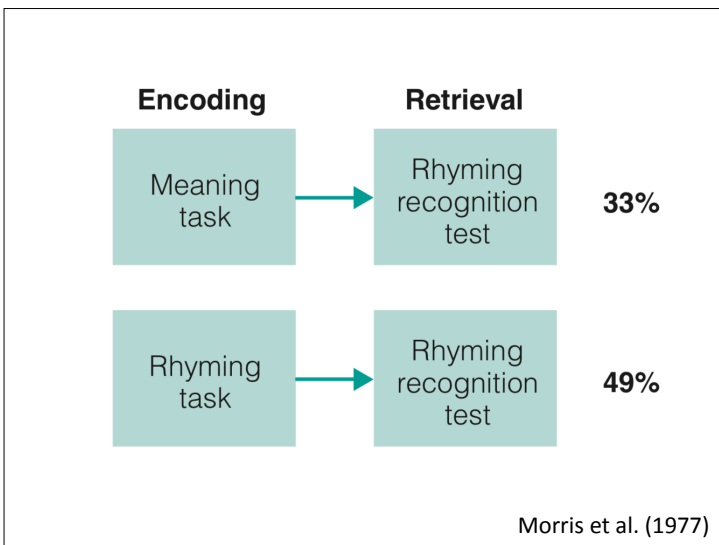 Encoding
Retrieval
Meaning
task
Rhyming
recognition
test
33%
Rhyming
task
Rhyming
recognition
test
49%
Morris et al. (1977)